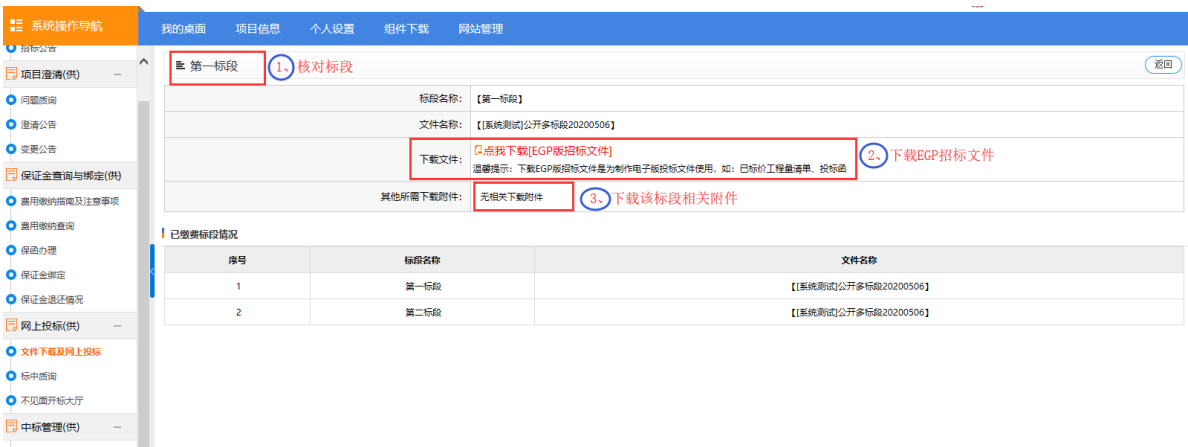 系统操作导航
我的桌面 项目信息 个人设置 组件下载 网站管理
招标公告
项目澄清(供)
问题质询
澄清公告
变更公告
保证金查询与绑定(供)
费用缴纳指南及注意事项
费用缴纳查询
保函办理
保证金绑定
保证金退还情况
网上投标(供)
文件下载及网上投标
标中质询
不见面开标大厅
中标管理(供)
第一标段
1、核对标段
返回
标段名称: 【第一标段】
文件名称: 【[系统测试]公开多标段20200506】
下载文件: 点我下载[EGP版招标文件]
温馨提示:下载EGP版招标文件是为制作电子版投标文件使用,如:已标价工程量清单、投标函
2、下载EGP招标文件
其他所需下载附件: 无相关下载附件
3、下载该标段相关附件
已缴费标段情况
序号 标段名称 文件名称
1 第一标段 【[系统测试]公开多标段20200506】
2 第二标段 【[系统测试]公开多标段20200506】